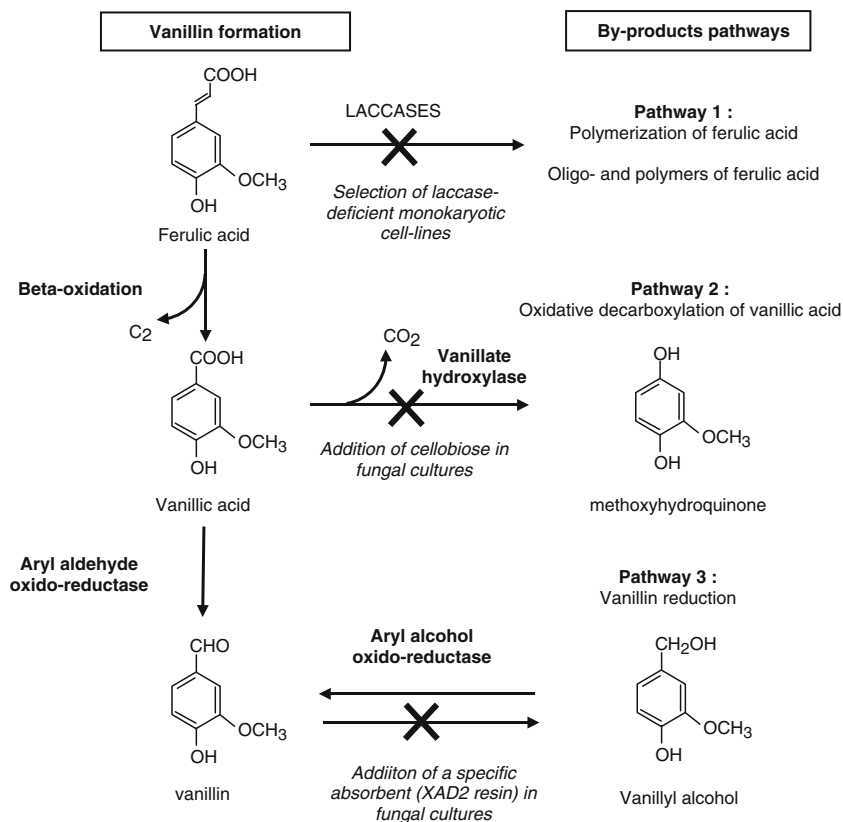 Vanillin formation
By-products pathways
COOH
OCH3
OH
Ferulic acid
LACCASES
Selection of laccase-
deficient monokaryotic
cell-lines
Pathway 1 :
Polymerization of ferulic acid
Oligo- and polymers of ferulic acid
Beta-oxidation
C2
COOH
OCH3
OH
Vanillic acid
CO2
Vanillate
hydroxylase
Addition of cellobiose in
fungal cultures
Pathway 2 :
Oxidative decarboxylation of vanillic acid
OH
OCH3
OH
methoxyhydroquinone
Aryl aldehyde
oxido-reductase
CHO
OCH3
OH
vanillin
Aryl alcohol
oxido-reductase
Addiiton of a specific
absorbent (XAD2 resin) in
fungal cultures
Pathway 3 :
Vanillin reduction
CH2OH
OCH3
OH
Vanillyl alcohol